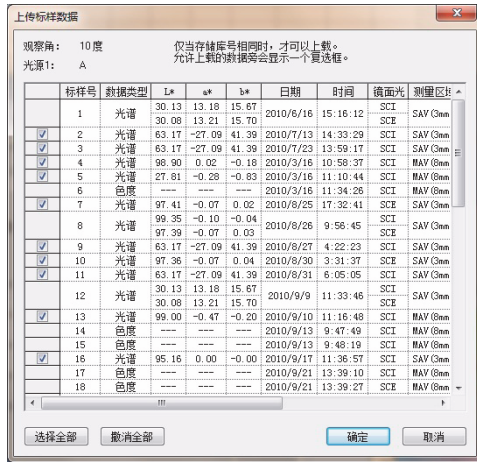 上传标样数据
观察角: 10度 仅当存储库号相同时，才可以上载。
光源1: A 允许上载的数据旁会显示一个复选框。
标样号 数据类型 L* a* b* 日期 时间 镜面光 测量区域
1 光谱 30.13 13.18 15.67 2010/6/16 15:16:12 SCI SAV(3mm
30.08 13.21 15.70 SCE
2 光谱 63.17 -27.09 41.39 2010/7/13 14:33:29 SCI SAV(3mm
3 光谱 63.17 -27.09 41.39 2010/7/23 13:59:17 SCI SAV(3mm
4 光谱 98.90 0.02 -0.18 2010/3/16 10:58:37 SCI MAV(8mm
5 光谱 27.81 -0.28 -0.83 2010/3/16 11:10:44 SCI MAV(8mm
6 色度 --- --- --- 2010/3/16 11:34:26 SCI MAV(8mm
7 光谱 97.41 -0.07 0.02 2010/8/25 17:32:41 SCE SAV(3mm
8 光谱 99.35 -0.10 -0.04 2010/8/26 9:56:45 SCI SAV(3mm
97.39 -0.07 0.03 SCE
9 光谱 63.17 -27.09 41.39 2010/8/27 4:22:23 SCI SAV(3mm
10 光谱 97.36 -0.07 0.04 2010/8/30 3:31:37 SCE SAV(3mm
11 光谱 63.17 -27.09 41.39 2010/8/31 6:05:05 SCI SAV(3mm
12 光谱 30.13 13.18 15.67 2010/9/9 11:33:46 SCI SAV(3mm
30.08 13.21 15.70 SCE
13 光谱 99.00 -0.47 -0.20 2010/9/10 11:16:48 SCI MAV(8mm
14 色度 --- --- --- 2010/9/13 9:47:49 SCI MAV(8mm
15 色度 --- --- --- 2010/9/13 9:48:19 SCI MAV(8mm
16 光谱 95.16 0.00 -0.00 2010/9/17 11:36:57 SCI SAV(3mm
17 色度 --- --- --- 2010/9/21 13:39:10 SCI MAV(8mm
18 色度 --- --- --- 2010/9/21 13:39:27 SCE MAV(8mm
选择全部 撤消全部 确定 取消